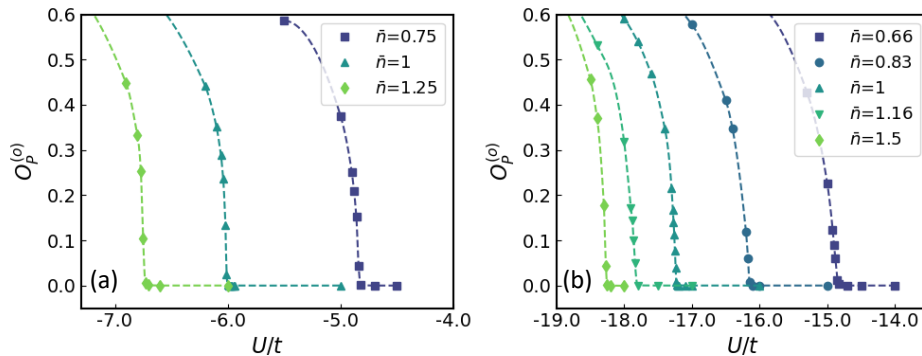 0.6
0.5
0.4
0.3
0.2
0.1
0.0
O_P^{(o)}
n̄=0.75
n̄=1
n̄=1.25
(a)
-7.0
-6.0
-5.0
-4.0
U/t
0.6
0.5
0.4
0.3
0.2
0.1
0.0
O_P^{(o)}
n̄=0.66
n̄=0.83
n̄=1
n̄=1.16
n̄=1.5
(b)
-19.0
-18.0
-17.0
-16.0
-15.0
-14.0
U/t